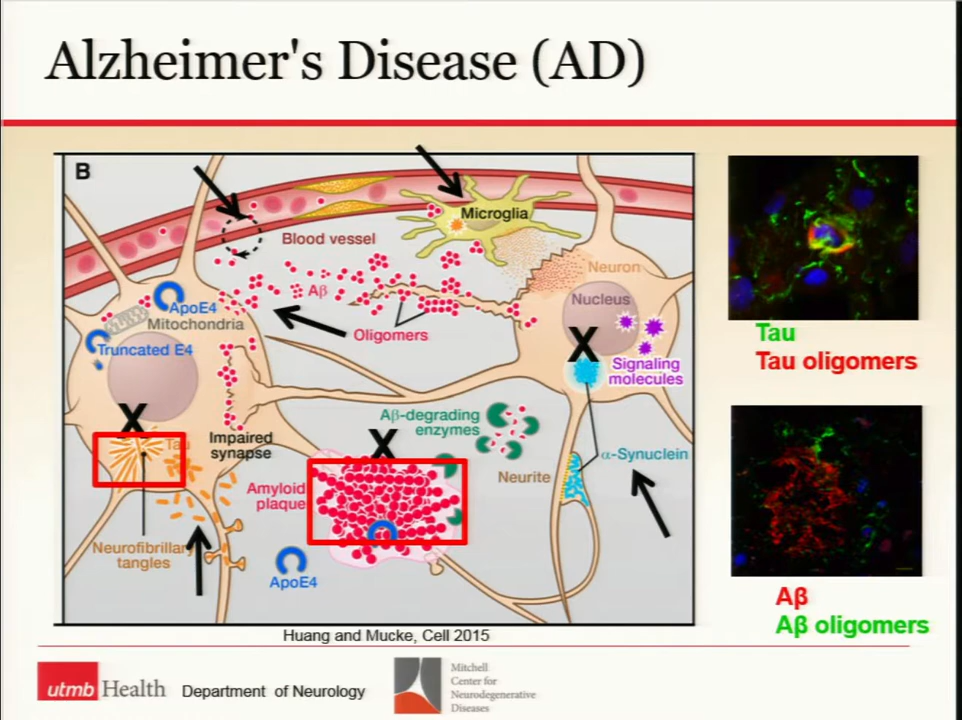 Alzheimer's Disease (AD)
B
Microglia
Blood vessel
Aβ
Neuron
Nucleus
ApoE4
Mitochondria
Oligomers
Truncated E4
Signaling
molecules
X
X
X
Aβ-degrading
enzymes
Tau
Impaired
synapse
α-Synuclein
Neurite
Amyloid
plaque
Neurofibrillary
tangles
ApoE4
Tau
Tau oligomers
Aβ
Aβ oligomers
Huang and Mucke, Cell 2015
utmb Health
Department of Neurology
Mitchell
Center for
Neurodegenerative
Diseases